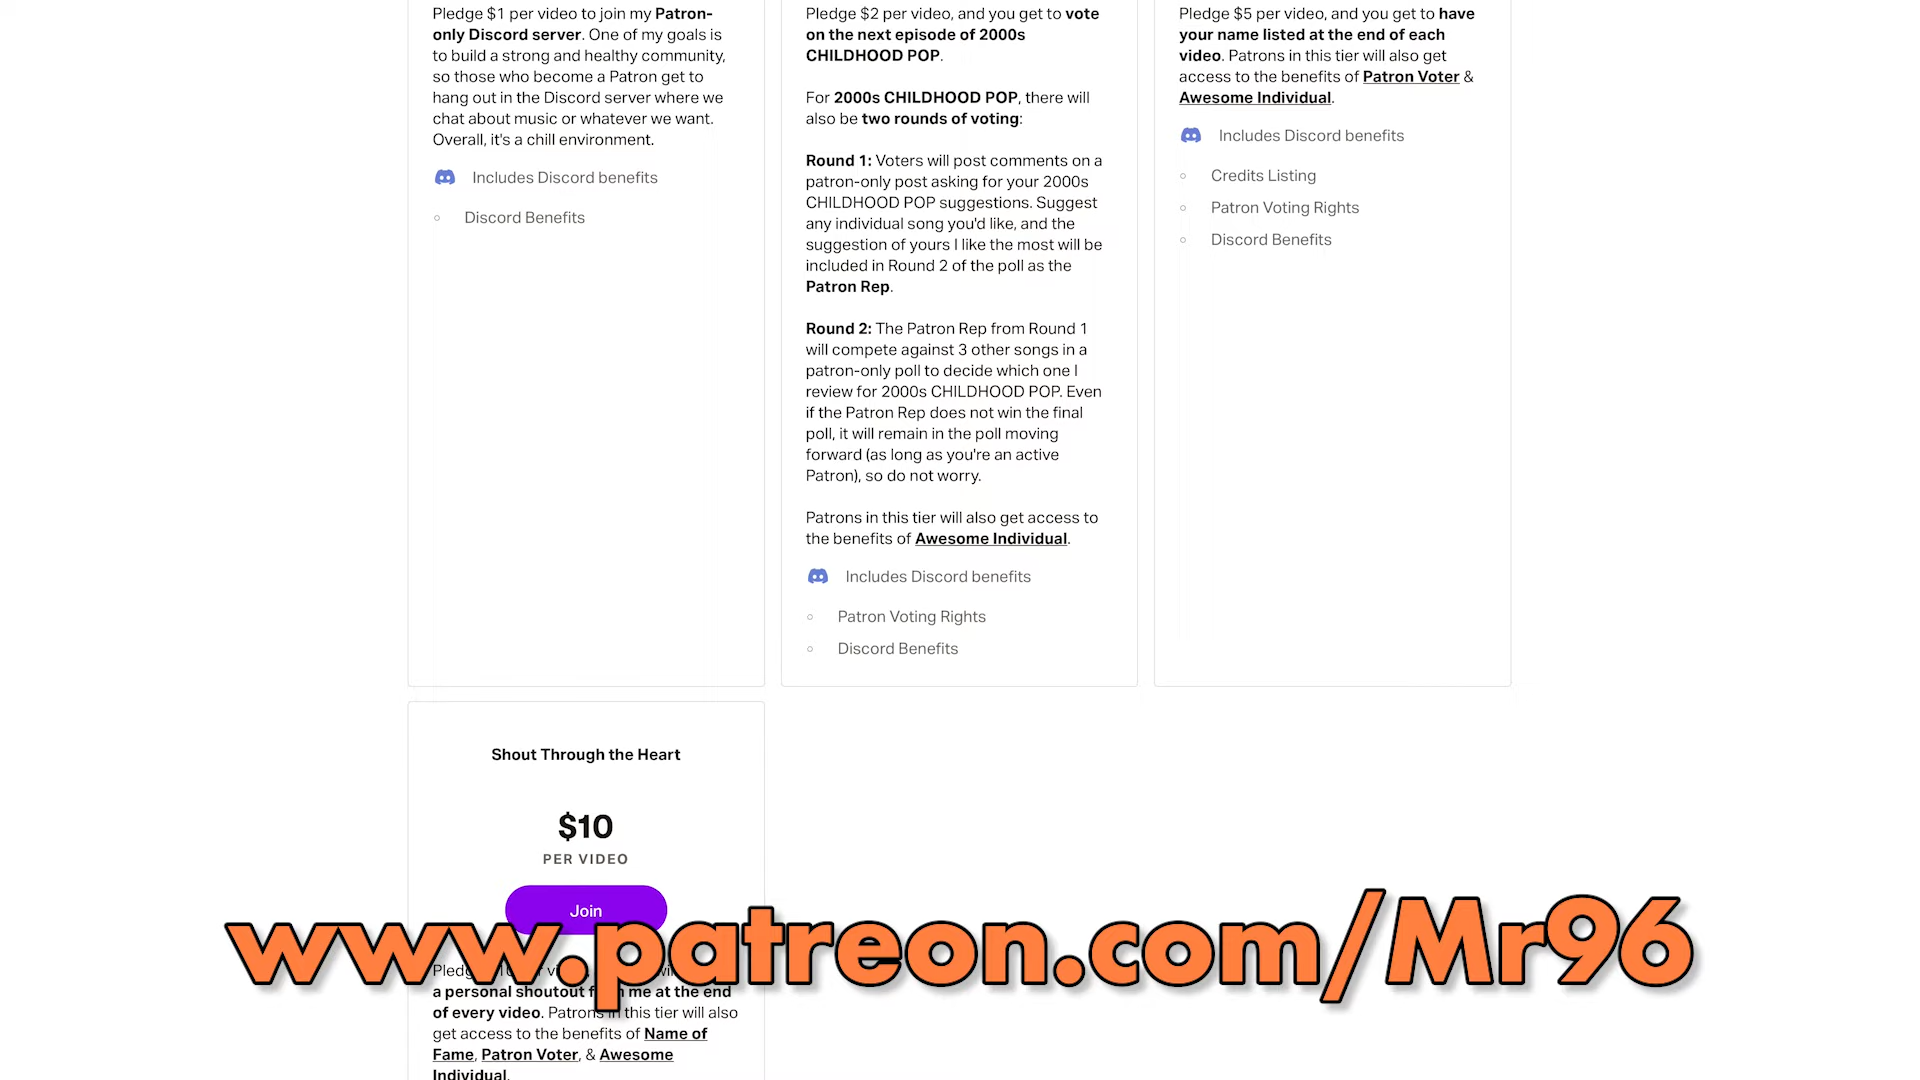 Pledge $1 per video to join my Patron-
only Discord server. One of my goals is
to build a strong and healthy community,
so those who become a Patron get to
hang out in the Discord server where we
chat about music or whatever we want.
Overall, it's a chill environment.
Includes Discord benefits
Discord Benefits
Pledge $2 per video, and you get to vote
on the next episode of 2000s
CHILDHOOD POP.
For 2000s CHILDHOOD POP, there will
also be two rounds of voting:
Round 1: Voters will post comments on a
patron-only post asking for your 2000s
CHILDHOOD POP suggestions. Suggest
any individual song you'd like, and the
suggestion of yours I like the most will be
included in Round 2 of the poll as the
Patron Rep.
Round 2: The Patron Rep from Round 1
will compete against 3 other songs in a
patron-only poll to decide which one I
review for 2000s CHILDHOOD POP. Even
if the Patron Rep does not win the final
poll, it will remain in the poll moving
forward (as long as you're an active
Patron), so do not worry.
Patrons in this tier will also get access to
the benefits of Awesome Individual.
Includes Discord benefits
Patron Voting Rights
Discord Benefits
Pledge $5 per video, and you get to have
your name listed at the end of each
video. Patrons in this tier will also get
access to the benefits of Patron Voter &
Awesome Individual.
Includes Discord benefits
Credits Listing
Patron Voting Rights
Discord Benefits
Shout Through the Heart
$10
PER VIDEO
Join
www.patreon.com/Mr96
a personal shoutout me at the end
of every video. Patrons in this tier will also
get access to the benefits of Name of
Fame, Patron Voter, & Awesome
Individual.